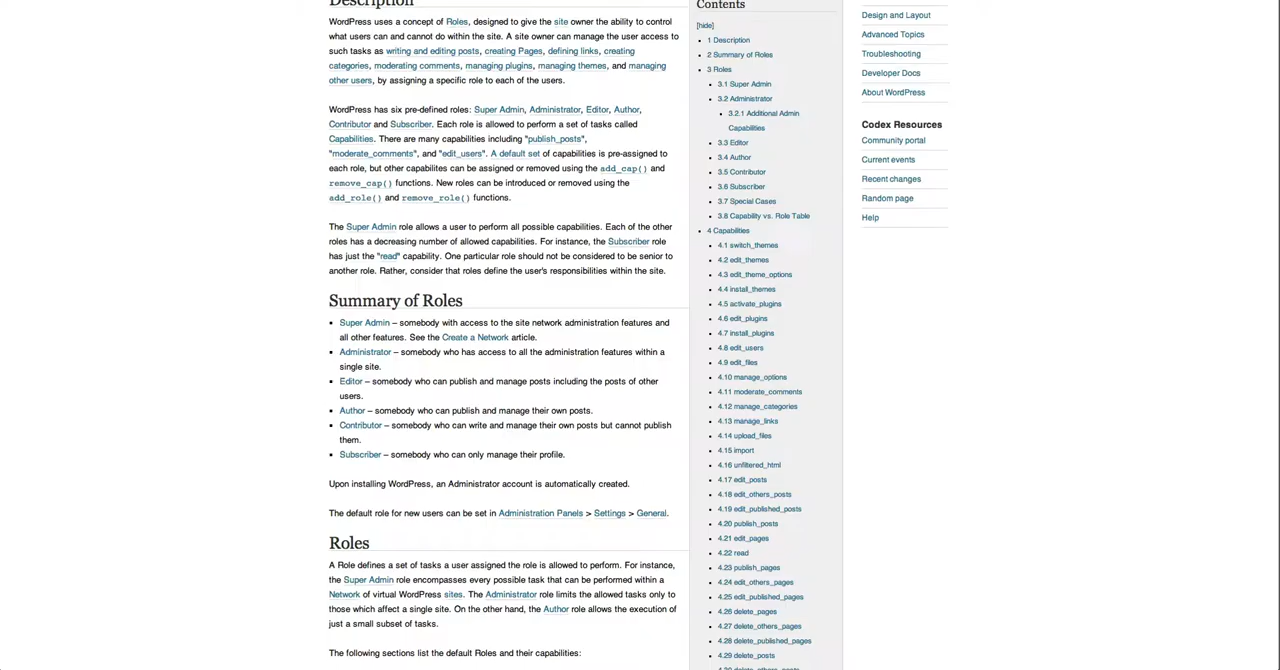 Description
WordPress uses a concept of Roles, designed to give the site owner the ability to control
what users can and cannot do within the site. A site owner can manage the user access to
such tasks as writing and editing posts, creating Pages, defining links, creating
categories, moderating comments, managing plugins, managing themes, and managing
other users, by assigning a specific role to each of the users.
WordPress has six pre-defined roles: Super Admin, Administrator, Editor, Author,
Contributor and Subscriber. Each role is allowed to perform a set of tasks called
Capabilities. There are many capabilities including "publish_posts",
"moderate_comments", and "edit_users". A default set of capabilities is pre-assigned to
each role, but other capabilites can be assigned or removed using the add_cap() and
remove_cap() functions. New roles can be introduced or removed using the
add_role() and remove_role() functions.
The Super Admin role allows a user to perform all possible capabilities. Each of the other
roles has a decreasing number of allowed capabilities. For instance, the Subscriber role
has just the "read" capability. One particular role should not be considered to be senior to
another role. Rather, consider that roles define the user's responsibilities within the site.
Summary of Roles
Super Admin – somebody with access to the site network administration features and
all other features. See the Create a Network article.
Administrator – somebody who has access to all the administration features within a
single site.
Editor – somebody who can publish and manage posts including the posts of other
users.
Author – somebody who can publish and manage their own posts.
Contributor – somebody who can write and manage their own posts but cannot publish
them.
Subscriber – somebody who can only manage their profile.
Upon installing WordPress, an Administrator account is automatically created.
The default role for new users can be set in Administration Panels > Settings > General.
Roles
A Role defines a set of tasks a user assigned the role is allowed to perform. For instance,
the Super Admin role encompasses every possible task that can be performed within a
Network of virtual WordPress sites. The Administrator role limits the allowed tasks only to
those which affect a single site. On the other hand, the Author role allows the execution of
just a small subset of tasks.
The following sections list the default Roles and their capabilities:
Contents
[hide]
1 Description
2 Summary of Roles
3 Roles
3.1 Super Admin
3.2 Administrator
3.2.1 Additional Admin
Capabilities
3.3 Editor
3.4 Author
3.5 Contributor
3.6 Subscriber
3.7 Special Cases
3.8 Capability vs. Role Table
4 Capabilities
4.1 switch_themes
4.2 edit_themes
4.3 edit_theme_options
4.4 install_themes
4.5 activate_plugins
4.6 edit_plugins
4.7 install_plugins
4.8 edit_users
4.9 edit_files
4.10 manage_options
4.11 moderate_comments
4.12 manage_categories
4.13 manage_links
4.14 upload_files
4.15 import
4.16 unfiltered_html
4.17 edit_posts
4.18 edit_others_posts
4.19 edit_published_posts
4.20 publish_posts
4.21 edit_pages
4.22 read
4.23 publish_pages
4.24 edit_others_pages
4.25 edit_published_pages
4.26 delete_pages
4.27 delete_others_pages
4.28 delete_published_pages
4.29 delete_posts
4.30 delete_others_posts
Design and Layout
Advanced Topics
Troubleshooting
Developer Docs
About WordPress
Codex Resources
Community portal
Current events
Recent changes
Random page
Help